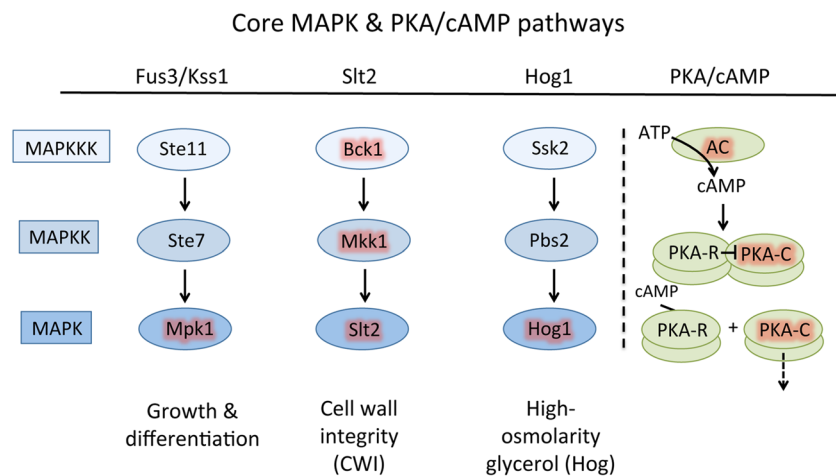 Core MAPK & PKA/cAMP pathways
Fus3/Kss1 Slt2 Hog1 PKA/cAMP
MAPKKK Ste11 Bck1 Ssk2 ATP AC
cAMP
MAPKK Ste7 Mkk1 Pbs2 PKA-R PKA-C
cAMP
MAPK Mpk1 Slt2 Hog1 PKA-R + PKA-C
Growth &
differentiation
Cell wall
integrity
(CWI)
High-
osmolarity
glycerol (Hog)